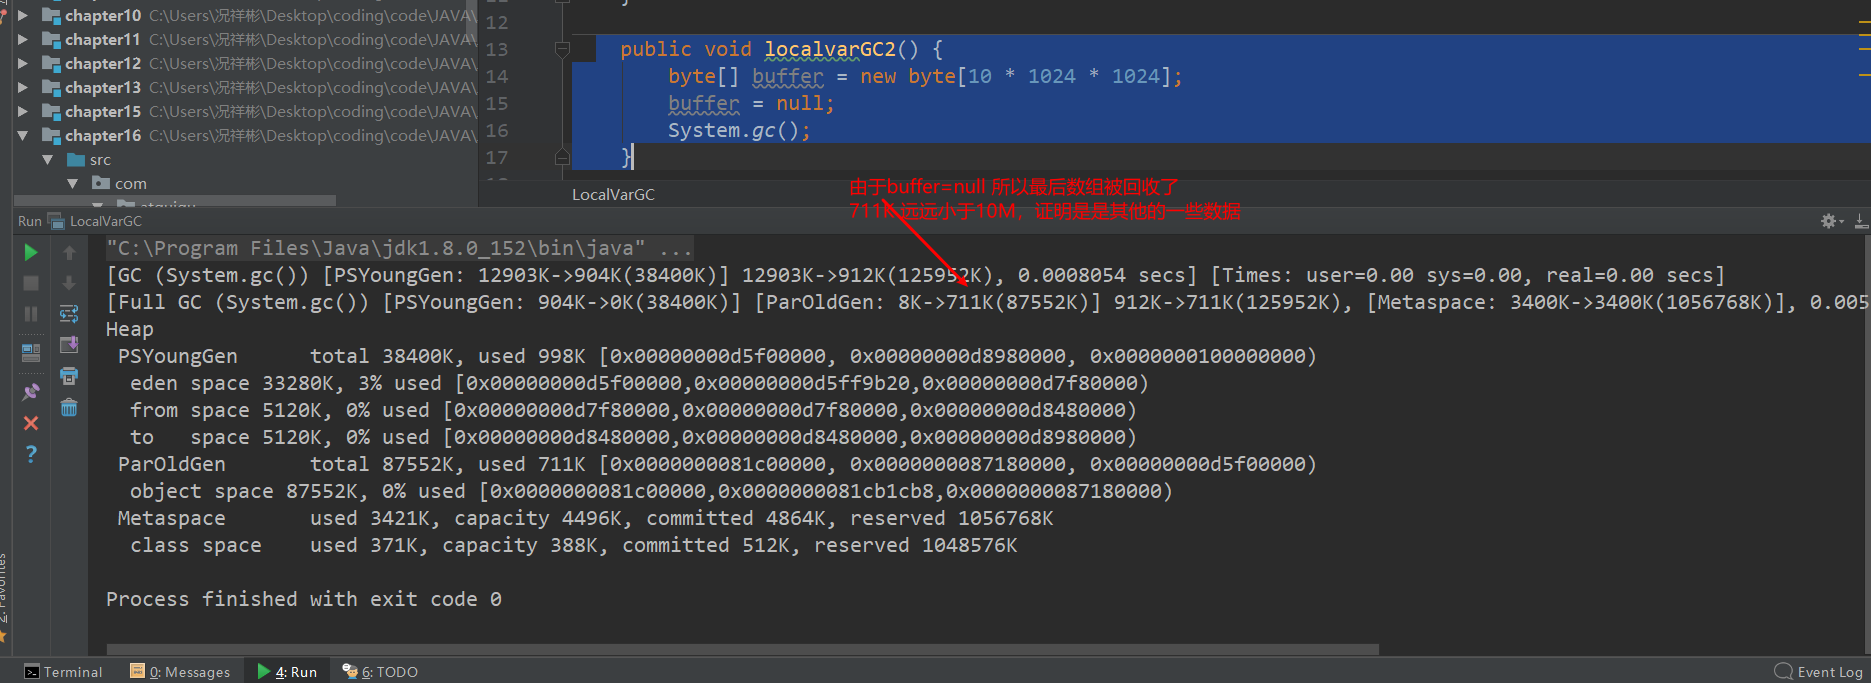 chapter10 C:\Users\况祥彬\Desktop\coding\code\JAVA\
chapter11 C:\Users\况祥彬\Desktop\coding\code\JAVA\
chapter12 C:\Users\况祥彬\Desktop\coding\code\JAVA\
chapter13 C:\Users\况祥彬\Desktop\coding\code\JAVA\
chapter15 C:\Users\况祥彬\Desktop\coding\code\JAVA\
chapter16 C:\Users\况祥彬\Desktop\coding\code\JAVA\
src
com
12
13 public void localvarGC2() {
14 byte[] buffer = new byte[10 * 1024 * 1024];
15 buffer = null;
16 System.gc();
17 }
LocalVarGC
由于buffer=null 所以最后数组被回收了
711K 远远小于10M，证明是是其他的一些数据
Run LocalVarGC
"C:\Program Files\Java\jdk1.8.0_152\bin\java" ...
[GC (System.gc()) [PSYoungGen: 12903K->904K(38400K)] 12903K->912K(125952K), 0.0008054 secs] [Times: user=0.00 sys=0.00, real=0.00 secs]
[Full GC (System.gc()) [PSYoungGen: 904K->0K(38400K)] [ParOldGen: 8K->711K(87552K)] 912K->711K(125952K), [Metaspace: 3400K->3400K(1056768K)], 0.005
Heap
PSYoungGen total 38400K, used 998K [0x00000000d5f00000, 0x00000000d8980000, 0x0000000100000000)
eden space 33280K, 3% used [0x00000000d5f00000,0x00000000d5ff9b20,0x00000000d7f80000)
from space 5120K, 0% used [0x00000000d7f80000,0x00000000d7f80000,0x00000000d8480000)
to space 5120K, 0% used [0x00000000d8480000,0x00000000d8480000,0x00000000d8980000)
ParOldGen total 87552K, used 711K [0x0000000081c00000, 0x0000000087180000, 0x00000000d5f00000)
object space 87552K, 0% used [0x0000000081c00000,0x0000000081cb1cb8,0x0000000087180000)
Metaspace used 3421K, capacity 4496K, committed 4864K, reserved 1056768K
class space used 371K, capacity 388K, committed 512K, reserved 1048576K
Process finished with exit code 0
2: Favorites
Terminal 0: Messages 4: Run 6: TODO Event Log